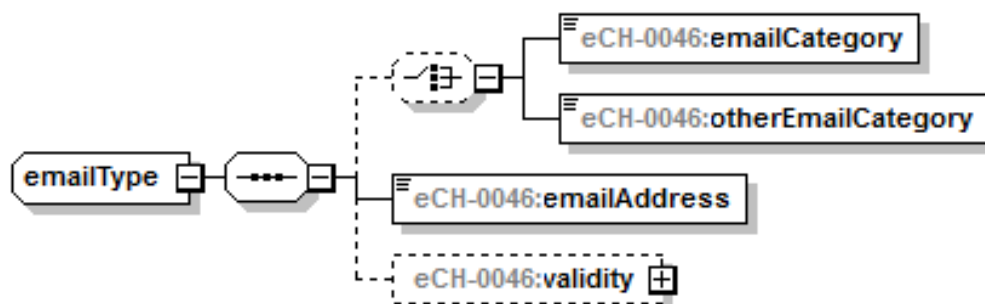 eCH-0046:emailCategory
eCH-0046:otherEmailCategory
emailType
eCH-0046:emailAddress
eCH-0046:validity